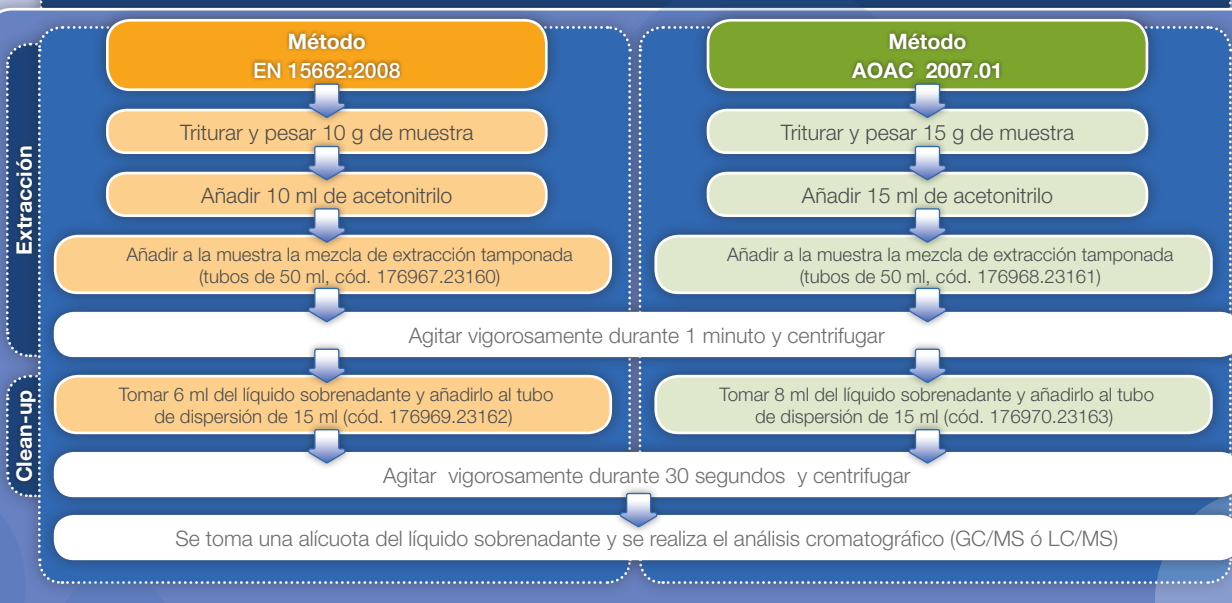 Extracción
Método
EN 15662:2008
Triturar y pesar 10 g de muestra
Añadir 10 ml de acetonitrilo
Añadir a la muestra la mezcla de extracción tamponada
(tubos de 50 ml, cód. 176967.23160)
Método
AOAC 2007.01
Triturar y pesar 15 g de muestra
Añadir 15 ml de acetonitrilo
Añadir a la muestra la mezcla de extracción tamponada
(tubos de 50 ml, cód. 176968.23161)
Agitar vigorosamente durante 1 minuto y centrifugar
Clean-up
Tomar 6 ml del líquido sobrenadante y añadirlo al tubo
de dispersión de 15 ml (cód. 176969.23162)
Tomar 8 ml del líquido sobrenadante y añadirlo al tubo
de dispersión de 15 ml (cód. 176970.23163)
Agitar vigorosamente durante 30 segundos y centrifugar
Se toma una alícuota del líquido sobrenadante y se realiza el análisis cromatográfico (GC/MS ó LC/MS)